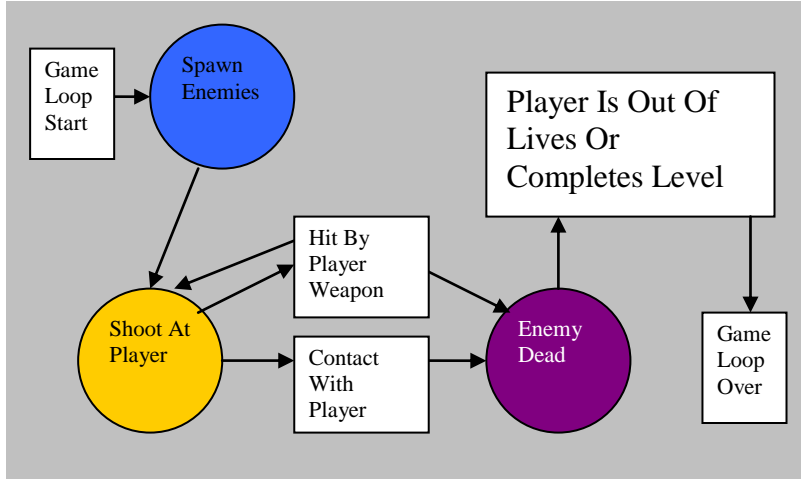 Game
Loop
Start
Spawn
Enemies
Player Is Out Of
Lives Or
Completes Level
Hit By
Player
Weapon
Shoot At
Player
Contact
With
Player
Enemy
Dead
Game
Loop
Over